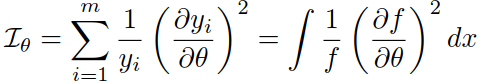 $\mathcal{I}_\theta = \sum_{i=1}^{m} \frac{1}{y_i} \left( \frac{\partial y_i}{\partial \theta} \right)^2 = \int \frac{1}{f} \left( \frac{\partial f}{\partial \theta} \right)^2 dx$